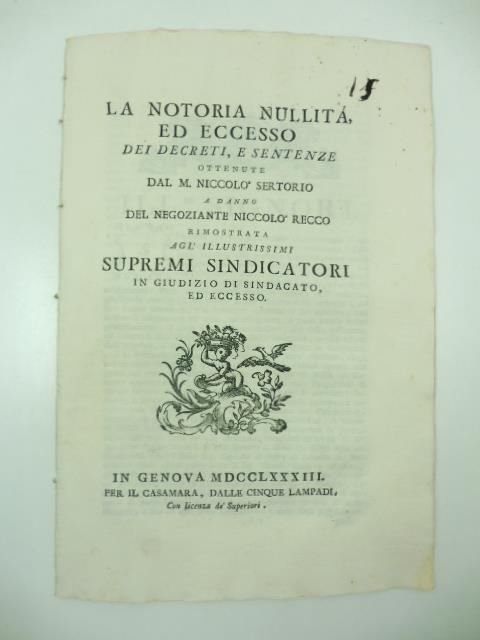 LA NOTORIA NULLITÁ,
ED ECCESSO
DEI DECRETI, E SENTENZE
OTTENUTE
DAL M. NICCOLO' SERTORIO
A DANNO
DEL NEGOZIANTE NICCOLO' RECCO
RIMOSTRATA
AGL' ILLUSTRISSIMI
SUPREMI SINDICATORI
IN GIUDIZIO DI SINDACATO,
ED ECCESSO.
IN GENOVA MDCCLXXXIII.
PER IL CASAMARA, DALLE CINQUE LAMPADI,
Con licenza de' Superiori.